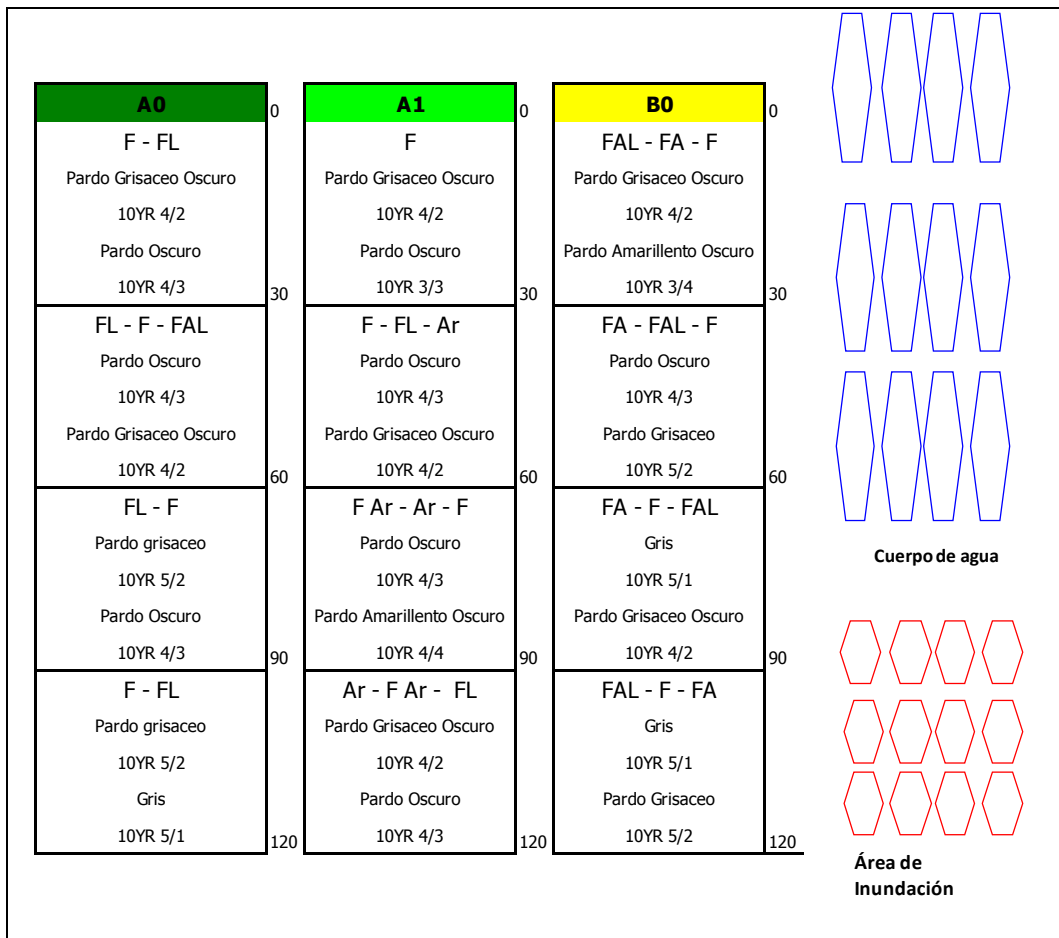 A0
0
F - FL
Pardo Grisaceo Oscuro
10YR 4/2
Pardo Oscuro
10YR 4/3
30
FL - F - FAL
Pardo Oscuro
10YR 4/3
Pardo Grisaceo Oscuro
10YR 4/2
60
FL - F
Pardo grisaceo
10YR 5/2
Pardo Oscuro
10YR 4/3
90
F - FL
Pardo grisaceo
10YR 5/2
Gris
10YR 5/1
120
A1
0
F
Pardo Grisaceo Oscuro
10YR 4/2
Pardo Oscuro
10YR 3/3
30
F - FL - Ar
Pardo Oscuro
10YR 4/3
Pardo Grisaceo Oscuro
10YR 4/2
60
F Ar - Ar - F
Pardo Oscuro
10YR 4/3
Pardo Amarillento Oscuro
10YR 4/4
90
Ar - F Ar - FL
Pardo Grisaceo Oscuro
10YR 4/2
Pardo Oscuro
10YR 4/3
120
B0
0
FAL - FA - F
Pardo Grisaceo Oscuro
10YR 4/2
Pardo Amarillento Oscuro
10YR 3/4
30
FA - FAL - F
Pardo Oscuro
10YR 4/3
Pardo Grisaceo
10YR 5/2
60
FA - F - FAL
Gris
10YR 5/1
Pardo Grisaceo Oscuro
10YR 4/2
90
FAL - F - FA
Gris
10YR 5/1
Pardo Grisaceo
10YR 5/2
120
Cuerpo de agua
Área de
Inundación